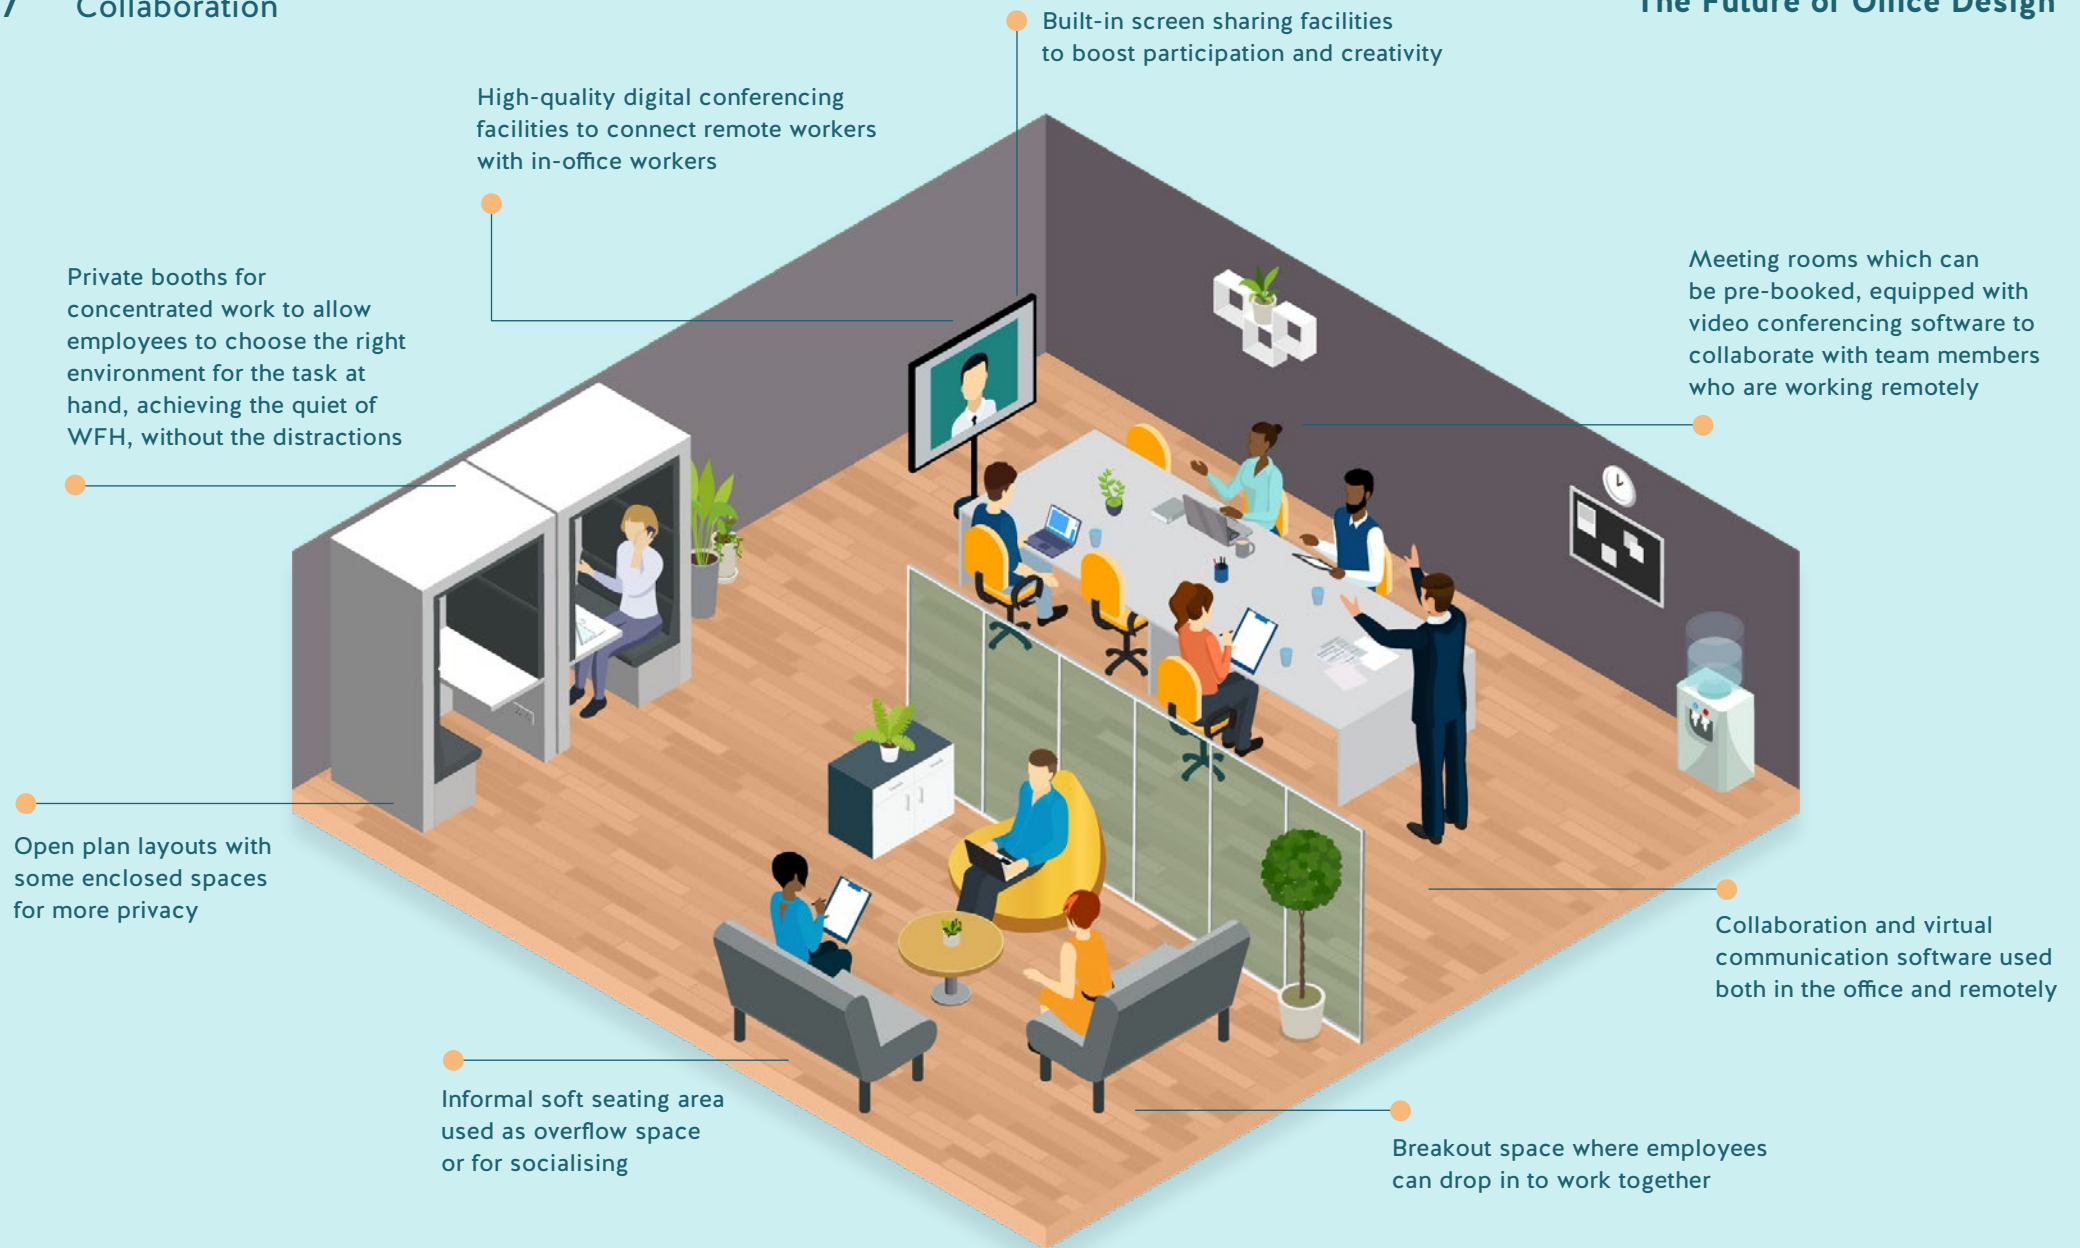 7 Collaboration
The Future of Office Design
Built-in screen sharing facilities
to boost participation and creativity
High-quality digital conferencing
facilities to connect remote workers
with in-office workers
Private booths for
concentrated work to allow
employees to choose the right
environment for the task at
hand, achieving the quiet of
WFH, without the distractions
Meeting rooms which can
be pre-booked, equipped with
video conferencing software to
collaborate with team members
who are working remotely
Open plan layouts with
some enclosed spaces
for more privacy
Collaboration and virtual
communication software used
both in the office and remotely
Informal soft seating area
used as overflow space
or for socialising
Breakout space where employees
can drop in to work together